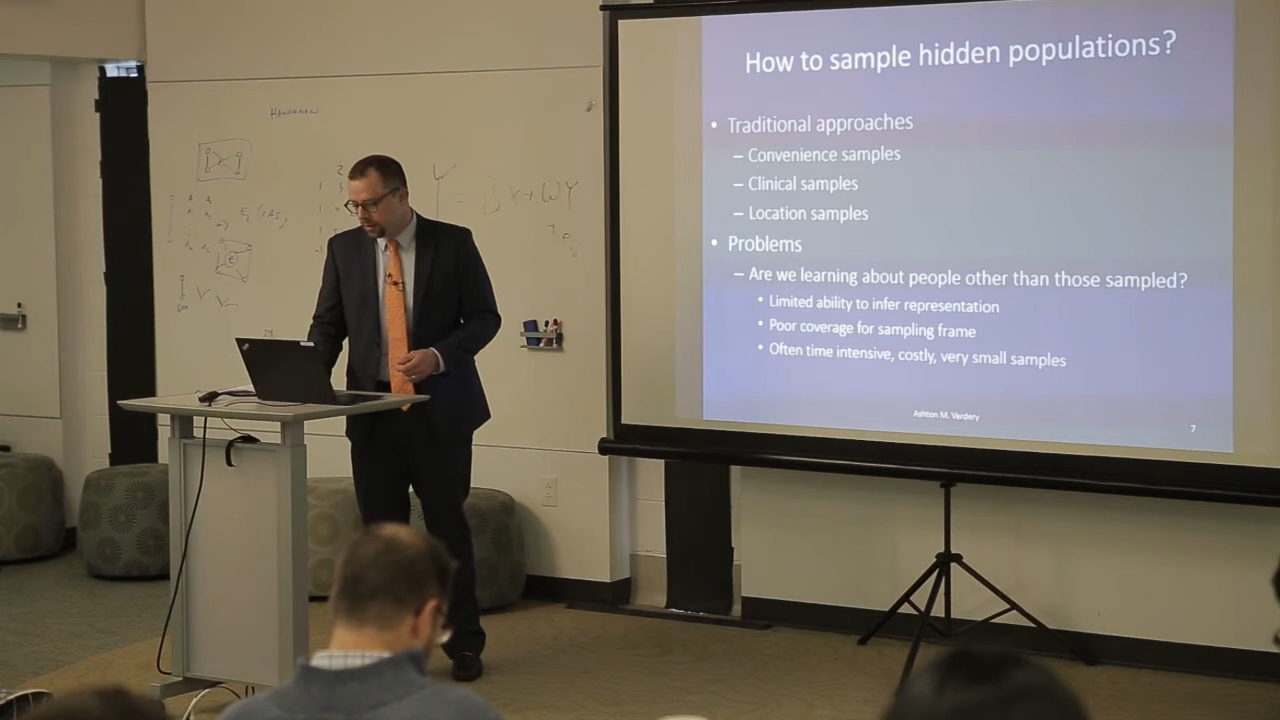 How to sample hidden populations?
• Traditional approaches
– Convenience samples
– Clinical samples
– Location samples
• Problems
– Are we learning about people other than those sampled?
• Limited ability to infer representation
• Poor coverage for sampling frame
• Often time intensive, costly, very small samples
Ashton M. Verdery
7